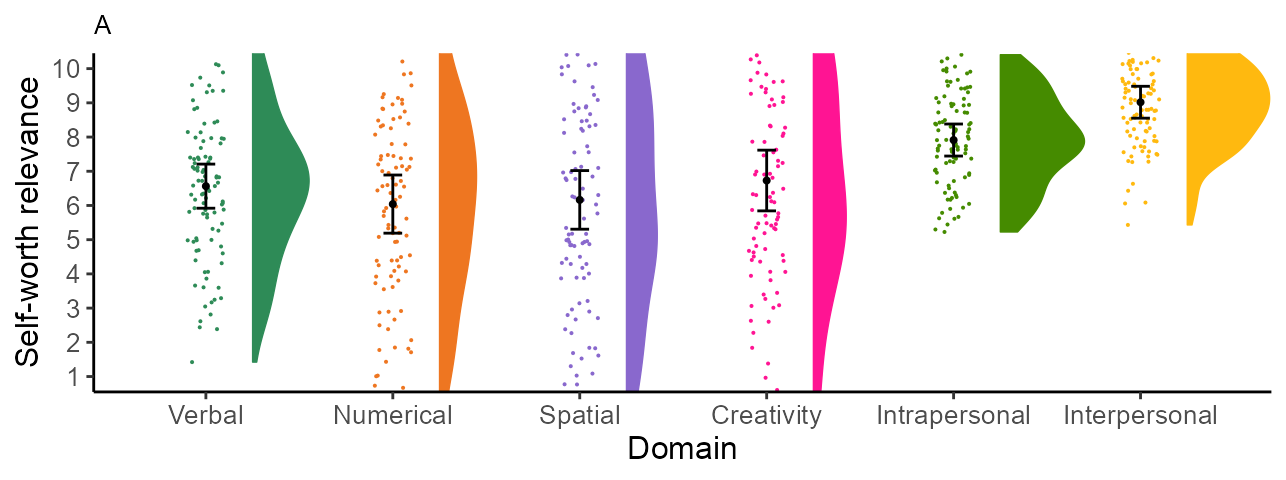 A
Self-worth relevance
10
9
8
7
6
5
4
3
2
1
Verbal Numerical Spatial Creativity Intrapersonal Interpersonal
Domain